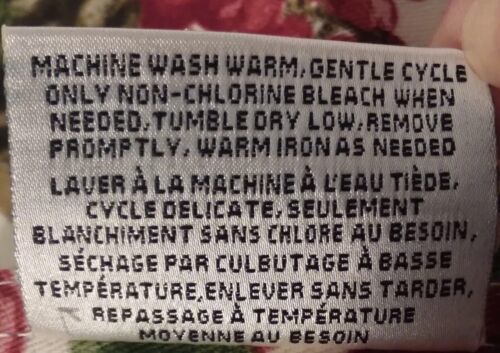 MACHINE WASH WARM, GENTLE CYCLE
ONLY NON-CHLORINE BLEACH WHEN
NEEDED, TUMBLE DRY LOW, REMOVE
PROMPTLY, WARM IRON AS NEEDED
LAVER À LA MACHINE À L'EAU TIÈDE,
CYCLE DELICATE, SEULEMENT
BLANCHIMENT SANS CHLORE AU BESOIN,
SÉCHAGE PAR CULBUTAGE À BASSE
TEMPÉRATURE, ENLEVER SANS TARDER,
REPASSAGE À TEMPÉRATURE
MOYENNE AU BESOIN